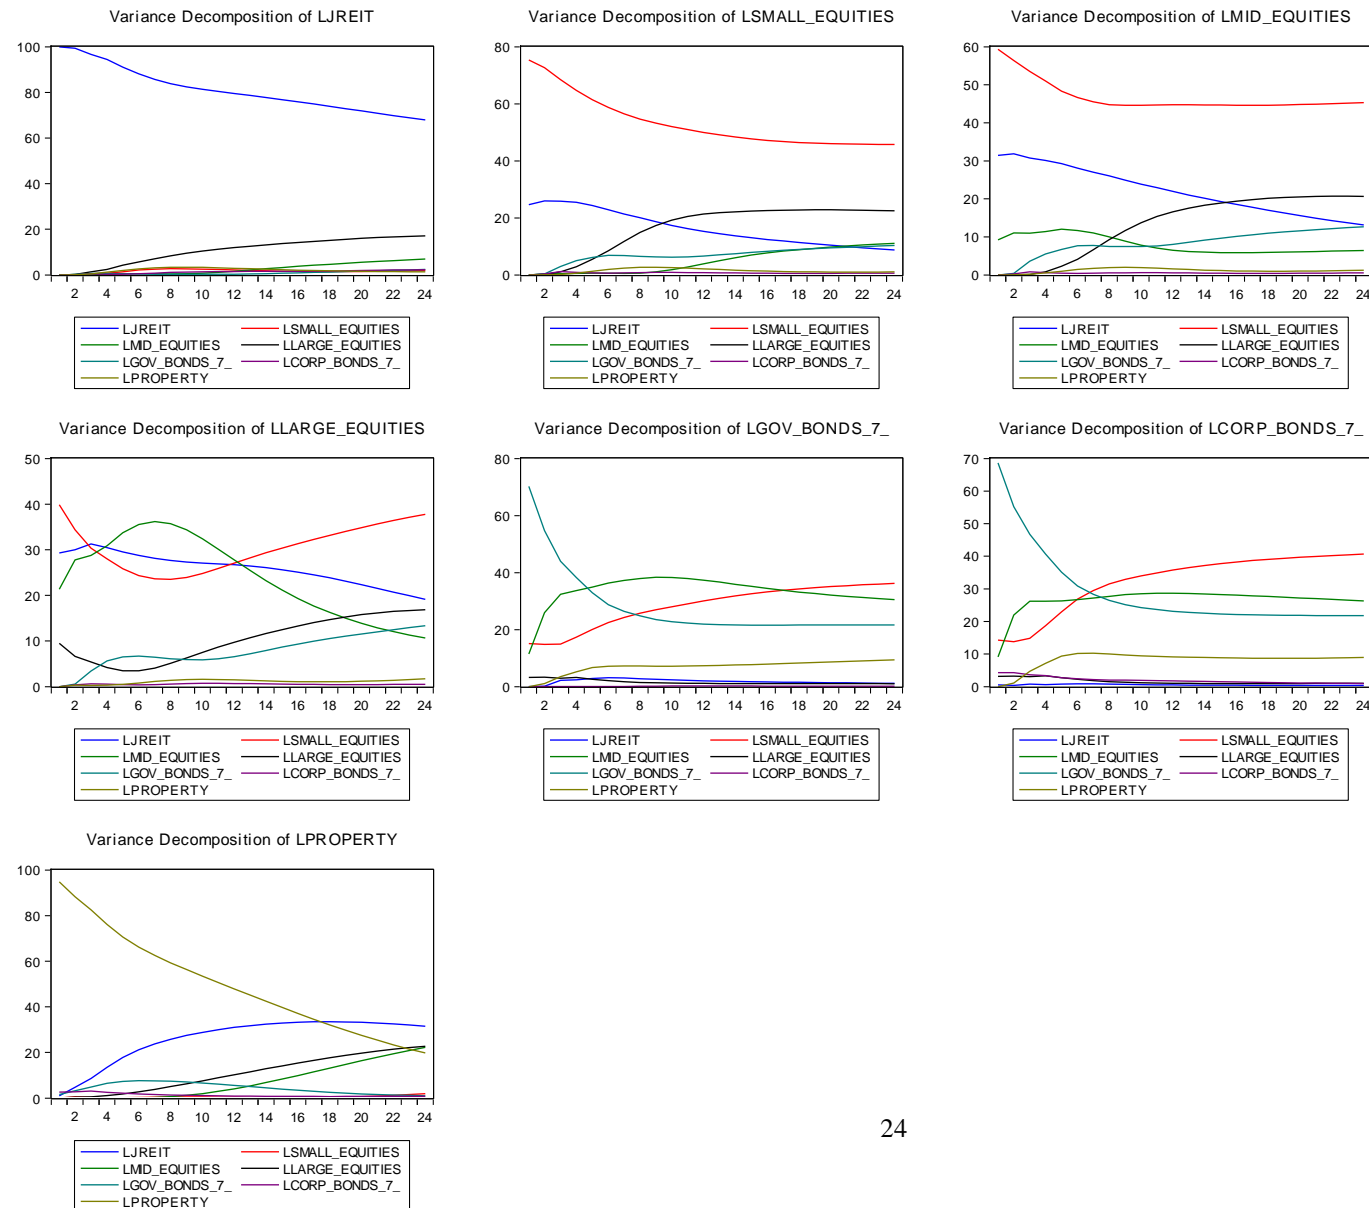 Variance Decomposition of LJREIT
100
80
60
40
20
0
2 4 6 8 10 12 14 16 18 20 22 24
LJREIT LSMALL_EQUITIES
LMID_EQUITIES LLARGE_EQUITIES
LGOV_BONDS_7_ LCORP_BONDS_7_
LPROPERTY
Variance Decomposition of LSMALL_EQUITIES
80
60
40
20
0
2 4 6 8 10 12 14 16 18 20 22 24
LJREIT LSMALL_EQUITIES
LMID_EQUITIES LLARGE_EQUITIES
LGOV_BONDS_7_ LCORP_BONDS_7_
LPROPERTY
Variance Decomposition of LMID_EQUITIES
60
50
40
30
20
10
0
2 4 6 8 10 12 14 16 18 20 22 24
LJREIT LSMALL_EQUITIES
LMID_EQUITIES LLARGE_EQUITIES
LGOV_BONDS_7_ LCORP_BONDS_7_
LPROPERTY
Variance Decomposition of LLARGE_EQUITIES
50
40
30
20
10
0
2 4 6 8 10 12 14 16 18 20 22 24
LJREIT LSMALL_EQUITIES
LMID_EQUITIES LLARGE_EQUITIES
LGOV_BONDS_7_ LCORP_BONDS_7_
LPROPERTY
Variance Decomposition of LGOV_BONDS_7_
80
60
40
20
0
2 4 6 8 10 12 14 16 18 20 22 24
LJREIT LSMALL_EQUITIES
LMID_EQUITIES LLARGE_EQUITIES
LGOV_BONDS_7_ LCORP_BONDS_7_
LPROPERTY
Variance Decomposition of LCORP_BONDS_7_
70
60
50
40
30
20
10
0
2 4 6 8 10 12 14 16 18 20 22 24
LJREIT LSMALL_EQUITIES
LMID_EQUITIES LLARGE_EQUITIES
LGOV_BONDS_7_ LCORP_BONDS_7_
LPROPERTY
Variance Decomposition of LPROPERTY
100
80
60
40
20
0
2 4 6 8 10 12 14 16 18 20 22 24
LJREIT LSMALL_EQUITIES
LMID_EQUITIES LLARGE_EQUITIES
LGOV_BONDS_7_ LCORP_BONDS_7_
LPROPERTY
24